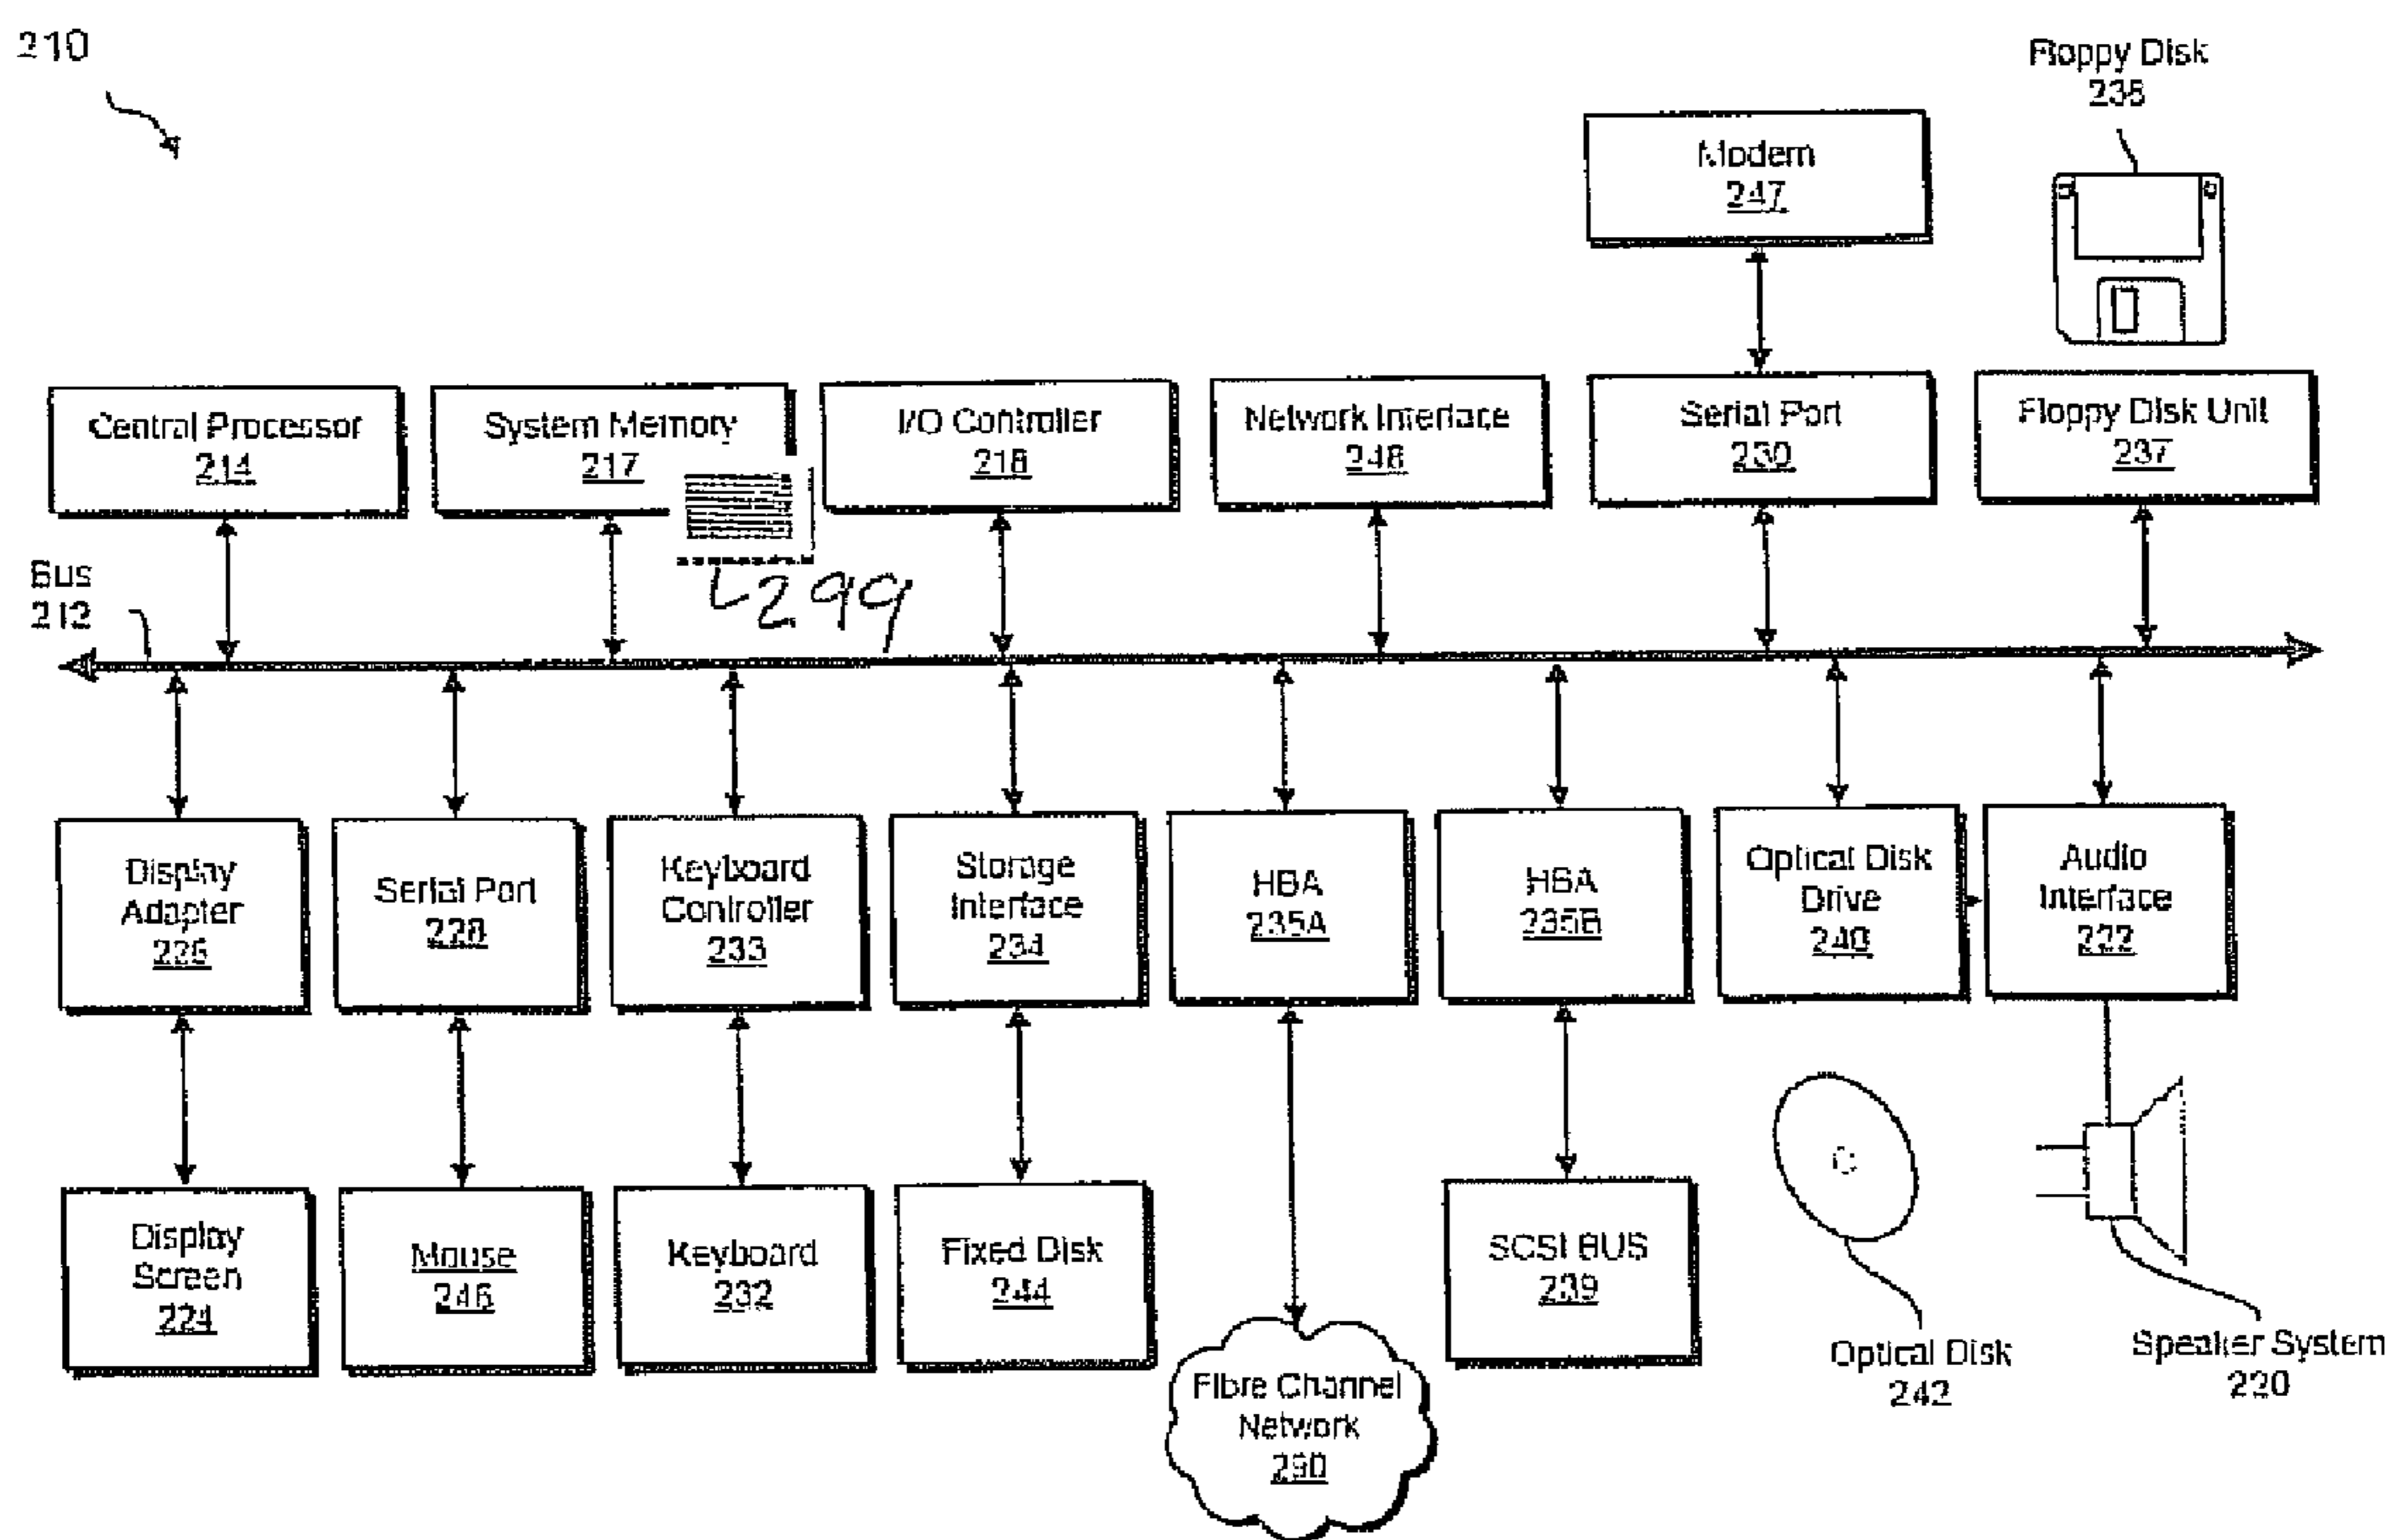 210
Floppy Disk
238
Modem
247
Central Processor
214
System Memory
217
I/O Controller
218
Network Interface
248
Serial Port
230
Floppy Disk Unit
237
299
Bus
212
Display
Adapter
226
Serial Port
228
Keyboard
Controller
233
Storage
Interface
234
HBA
235A
HBA
235B
Optical Disk
Drive
240
Audio
Interface
222
Display
Screen
224
Mouse
246
Keyboard
232
Fixed Disk
244
Fibre Channel
Network
290
SCSI BUS
239
Optical Disk
242
Speaker System
220